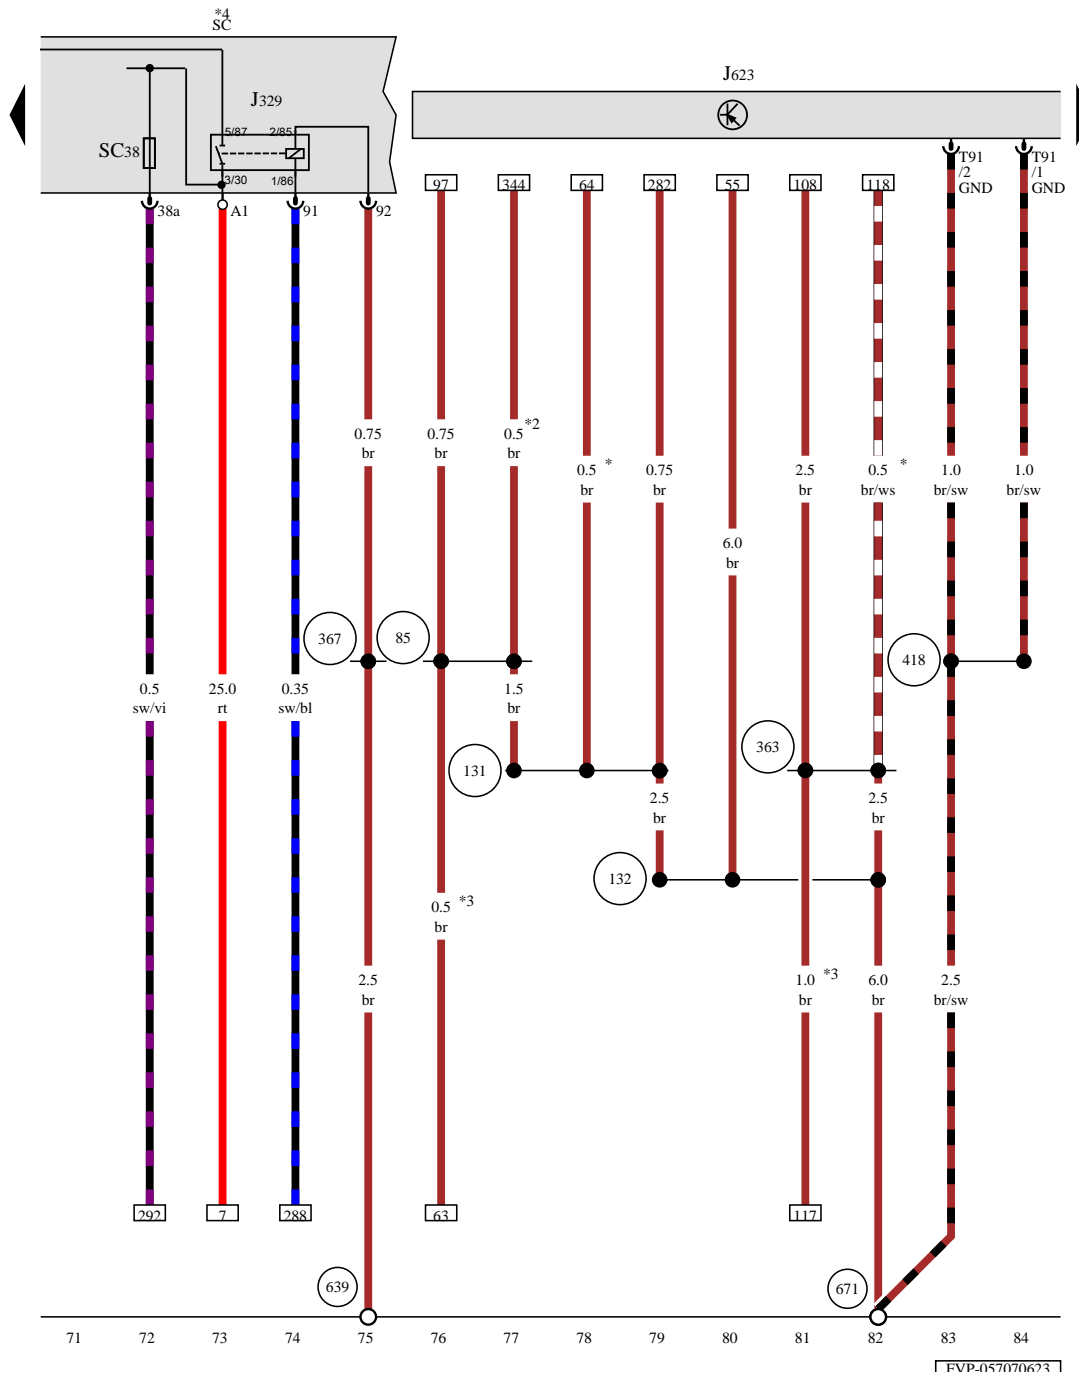 *4
SC
J623
J329
SC38
5/87
2/85
3/30
1/86
38a
A1
91
92
T91
/2
GND
T91
/1
GND
97
344
64
282
55
108
118
0.75
br
0.75
br
0.5
*2
br
0.5
*
br
0.75
br
2.5
br
0.5
*
br/ws
1.0
br/sw
1.0
br/sw
6.0
br
367
85
418
0.5
sw/vi
25.0
rt
0.35
sw/bl
1.5
br
363
131
2.5
br
2.5
br
132
0.5
*3
br
2.5
br
1.0
*3
br
6.0
br
2.5
br/sw
292
7
288
63
117
639
671
71
72
73
74
75
76
77
78
79
80
81
82
83
84
EVP-057070623